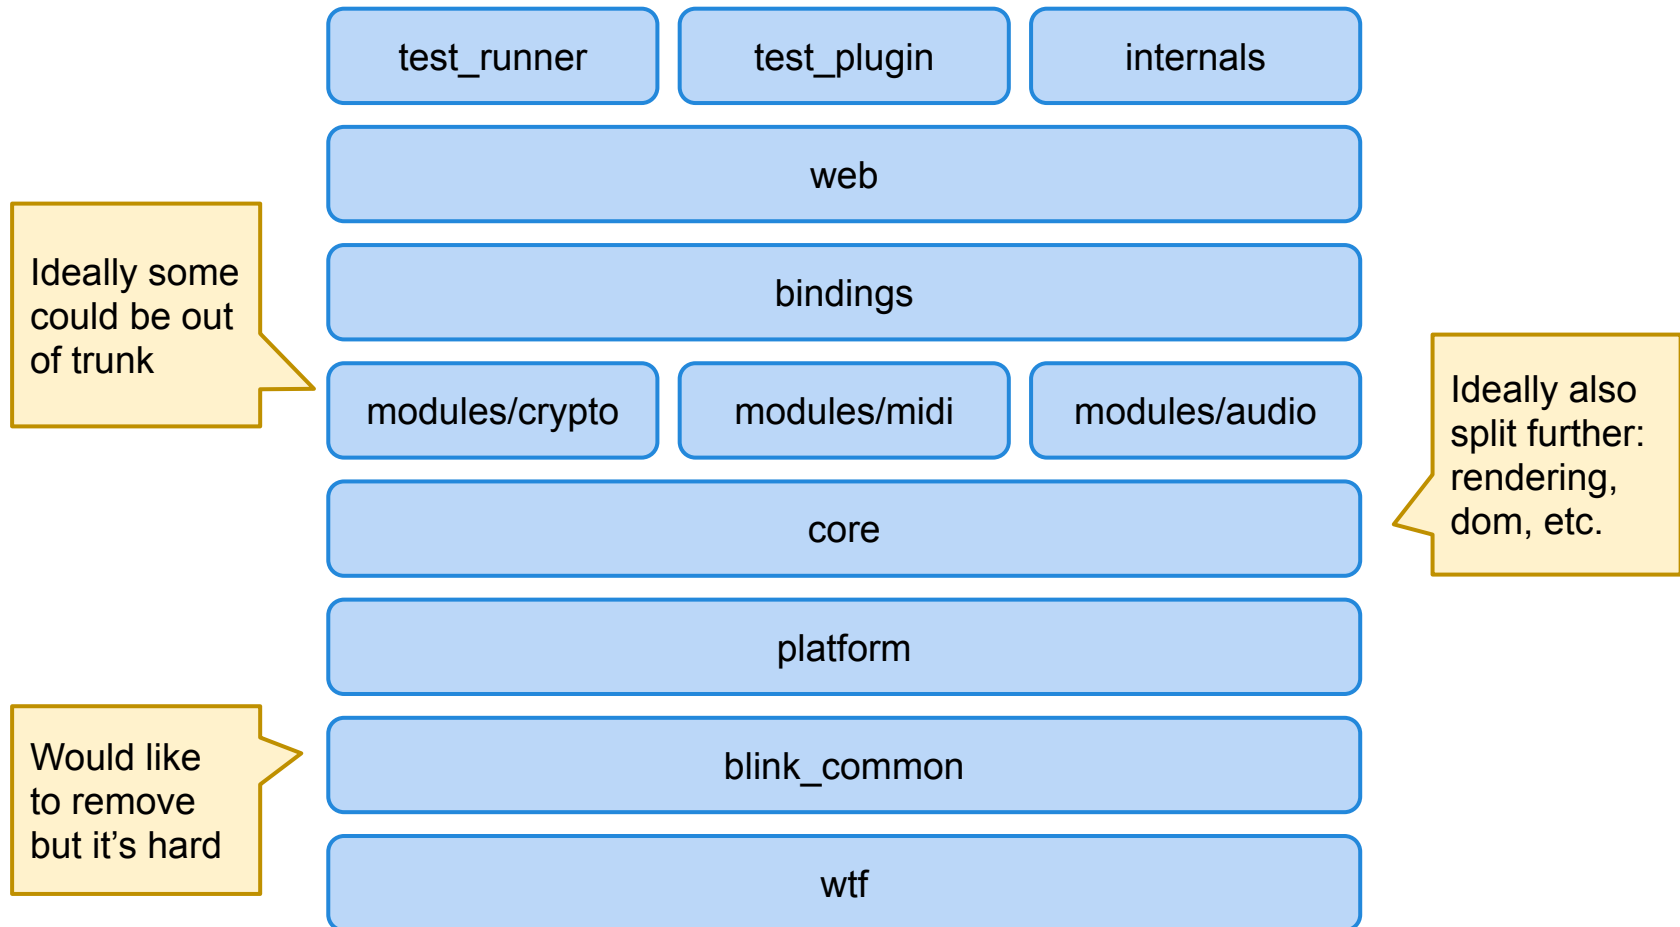 test_runner
test_plugin
internals
web
Ideally some
could be out
of trunk
bindings
modules/crypto
modules/midi
modules/audio
Ideally also
split further:
rendering,
dom, etc.
core
platform
Would like
to remove
but it’s hard
blink_common
wtf